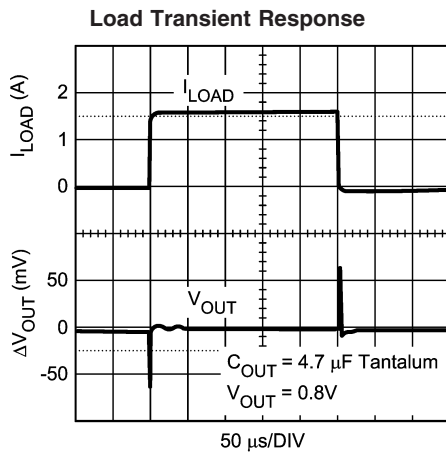 Load Transient Response
I_LOAD (A)
2
1
0
I_LOAD
ΔV_OUT (mV)
50
0
-50
V_OUT
C_OUT = 4.7 μF Tantalum
V_OUT = 0.8V
50 μs/DIV